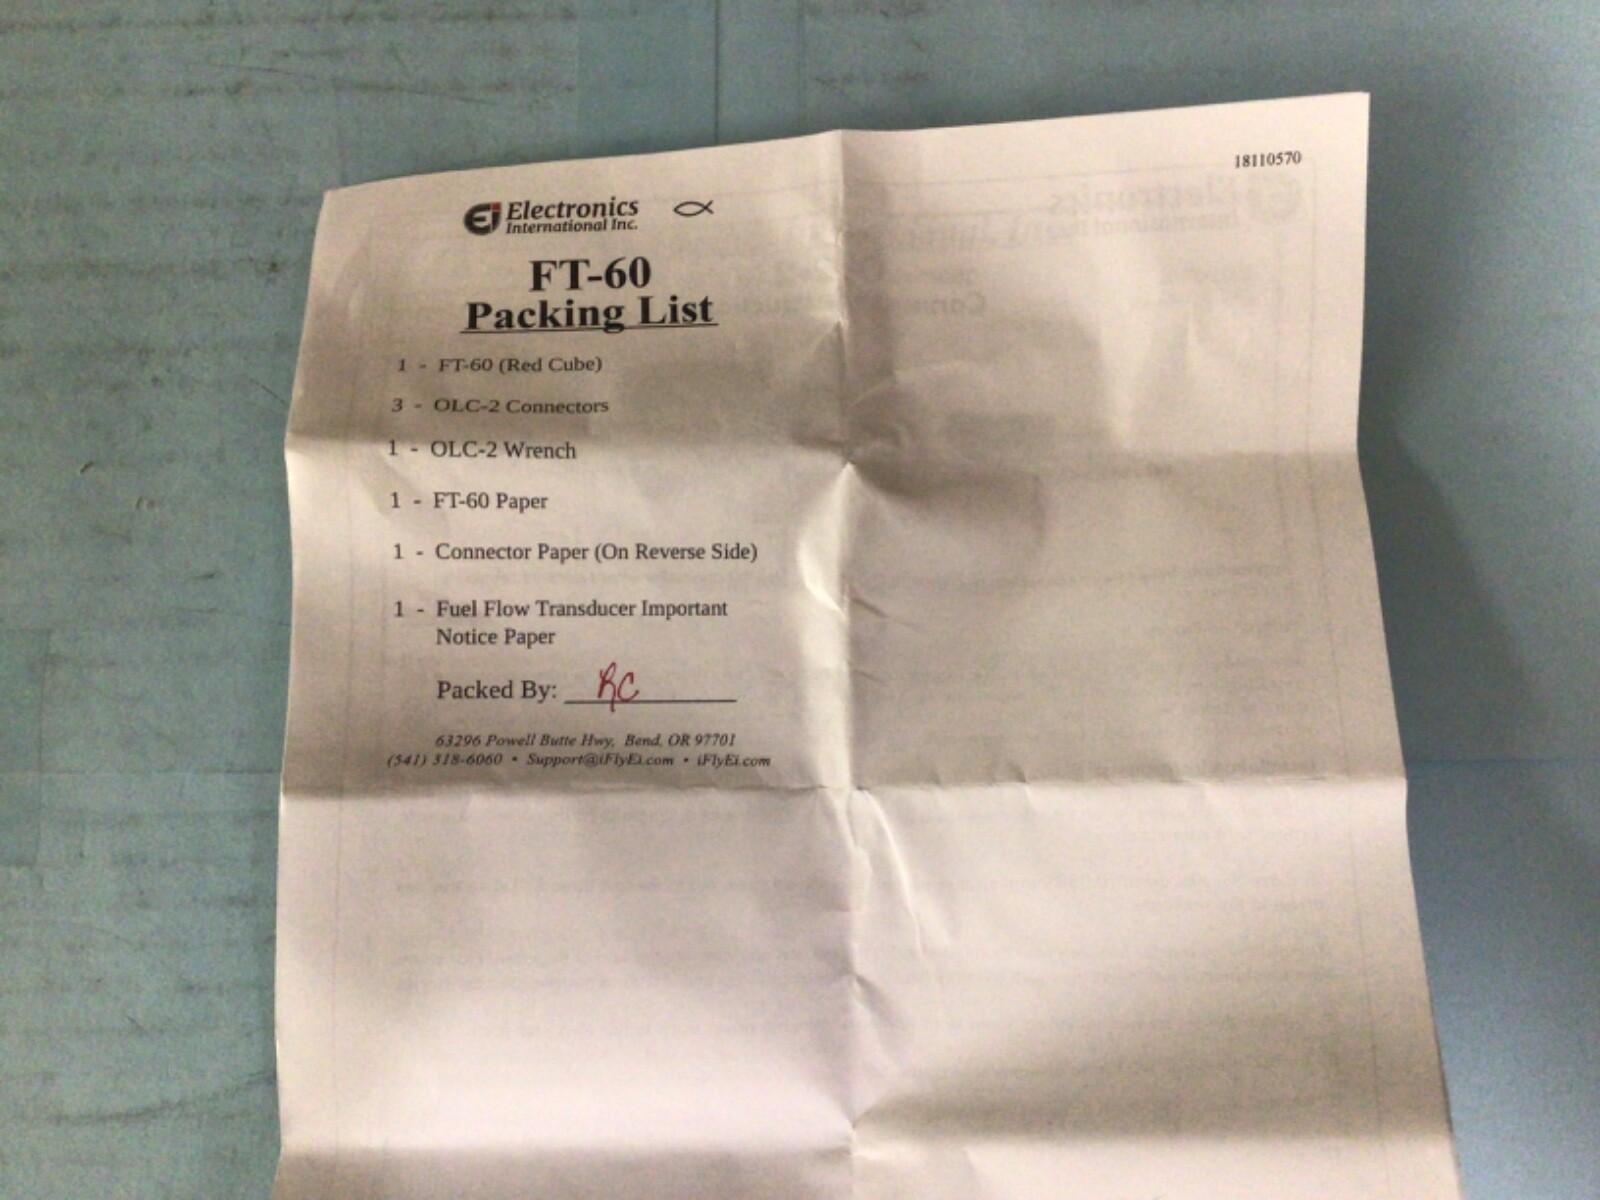 18110570
Ei Electronics
International Inc.
FT-60
Packing List
1 - FT-60 (Red Cube)
3 - OLC-2 Connectors
1 - OLC-2 Wrench
1 - FT-60 Paper
1 - Connector Paper (On Reverse Side)
1 - Fuel Flow Transducer Important
Notice Paper
Packed By: RC
63296 Powell Butte Hwy, Bend, OR 97701
(541) 318-6060 • Support@iFlyEi.com • iFlyEi.com